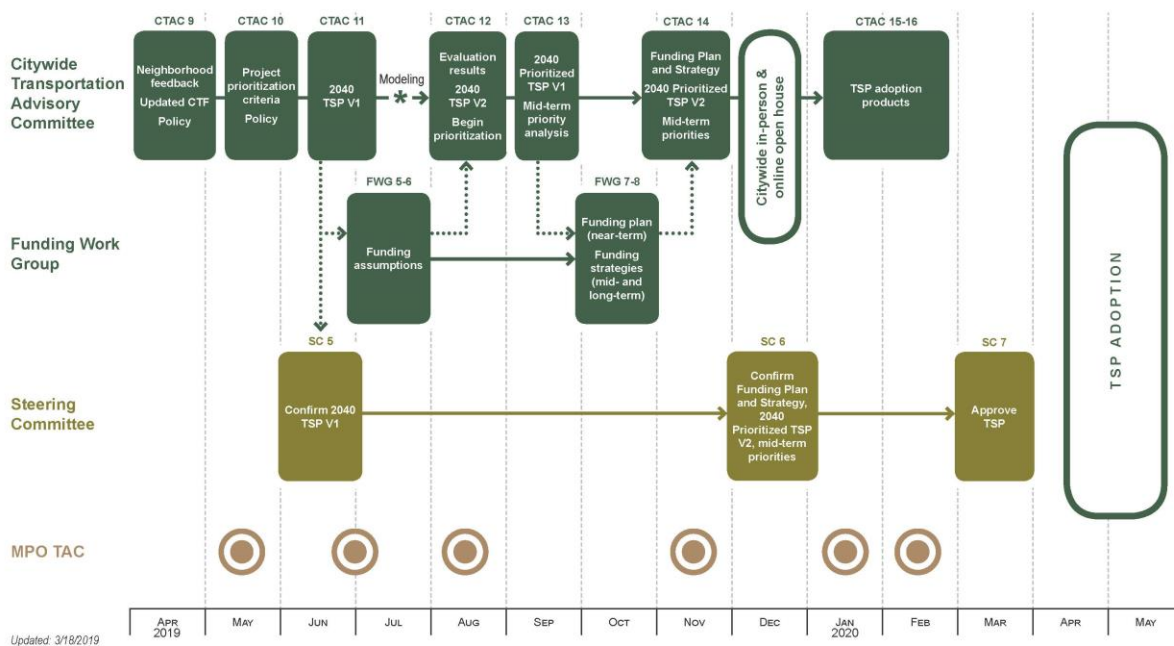 CTAC 9
CTAC 10
CTAC 11
CTAC 12
CTAC 13
CTAC 14
CTAC 15-16
Citywide
Transportation
Advisory
Committee
Neighborhood
feedback
Updated CTF
Policy
Project
prioritization
criteria
Policy
2040
TSP V1
Modeling
*
Evaluation
results
2040
TSP V2
Begin
prioritization
2040
Prioritized
TSP V1
Mid-term
priority
analysis
Funding Plan
and Strategy
2040 Prioritized
TSP V2
Mid-term
priorities
Citywide in-person &
online open house
TSP adoption
products
FWG 5-6
FWG 7-8
Funding Work
Group
Funding
assumptions
Funding plan
(near-term)
Funding
strategies
(mid- and
long-term)
TSP ADOPTION
SC 5
SC 6
SC 7
Steering
Committee
Confirm 2040
TSP V1
Confirm
Funding Plan
and Strategy,
2040
Prioritized TSP
V2, mid-term
priorities
Approve
TSP
MPO TAC
APR
2019
MAY
JUN
JUL
AUG
SEP
OCT
NOV
DEC
JAN
2020
FEB
MAR
APR
MAY
Updated: 3/18/2019